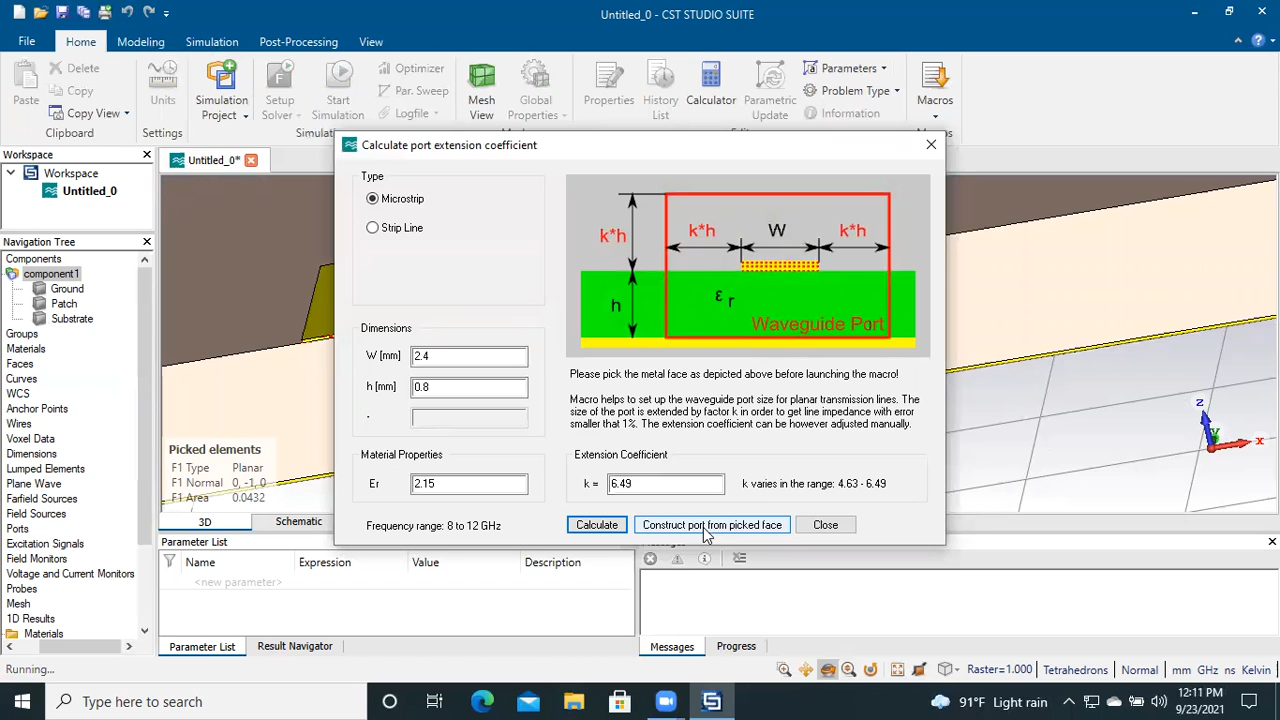 Untitled_0 - CST STUDIO SUITE
File
Home
Modeling
Simulation
Post-Processing
View
Paste
Delete
Copy
Copy View
Clipboard
Units
Settings
Simulation
Project
Setup
Solver
Start
Simulation
Optimizer
Par. Sweep
Logfile
Mesh
View
Global
Properties
Properties
History
List
Calculator
Parametric
Update
Parameters
Problem Type
Information
Macros
Macros
Workspace
Workspace
Untitled_0
Untitled_0*
Navigation Tree
Components
component1
Ground
Patch
Substrate
Groups
Materials
Faces
Curves
WCS
Anchor Points
Wires
Voxel Data
Dimensions
Lumped Elements
Plane Wave
Farfield Sources
Field Sources
Ports
Excitation Signals
Field Monitors
Voltage and Current Monitors
Probes
Mesh
1D Results
Materials
Picked elements
F1 Type Planar
F1 Normal 0, -1, 0
F1 Area 0.0432
3D
Schematic
Calculate port extension coefficient
Type
Microstrip
Strip Line
Dimensions
W [mm] 2.4
h [mm] 0.8
.
Material Properties
Er 2.15
Frequency range: 8 to 12 GHz
k*h
k*h
W
k*h
h
ε r
Waveguide Port
Please pick the metal face as depicted above before launching the macro!
Macro helps to set up the waveguide port size for planar transmission lines. The
size of the port is extended by factor k in order to get line impedance with error
smaller that 1%. The extension coefficient can be however adjusted manually.
Extension Coefficient
k = 6.49 k varies in the range: 4.63 - 6.49
Calculate
Construct port from picked face
Close
z
y
x
Parameter List
Name Expression Value Description
<new parameter>
Parameter List
Result Navigator
Messages
Progress
Running...
Raster=1.000 Tetrahedrons Normal mm GHz ns Kelvin
Type here to search
91°F Light rain
12:11 PM
9/23/2021